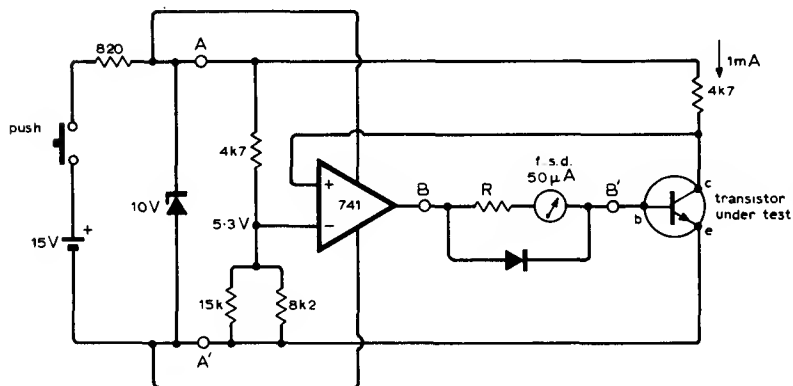 820
A
1mA
4k7
push
4k7
f.s.d.
50μA
+
741
B
R
B'
c
transistor
under test
b
e
10V
5·3V
−
15V
+
15k
8k2
A'